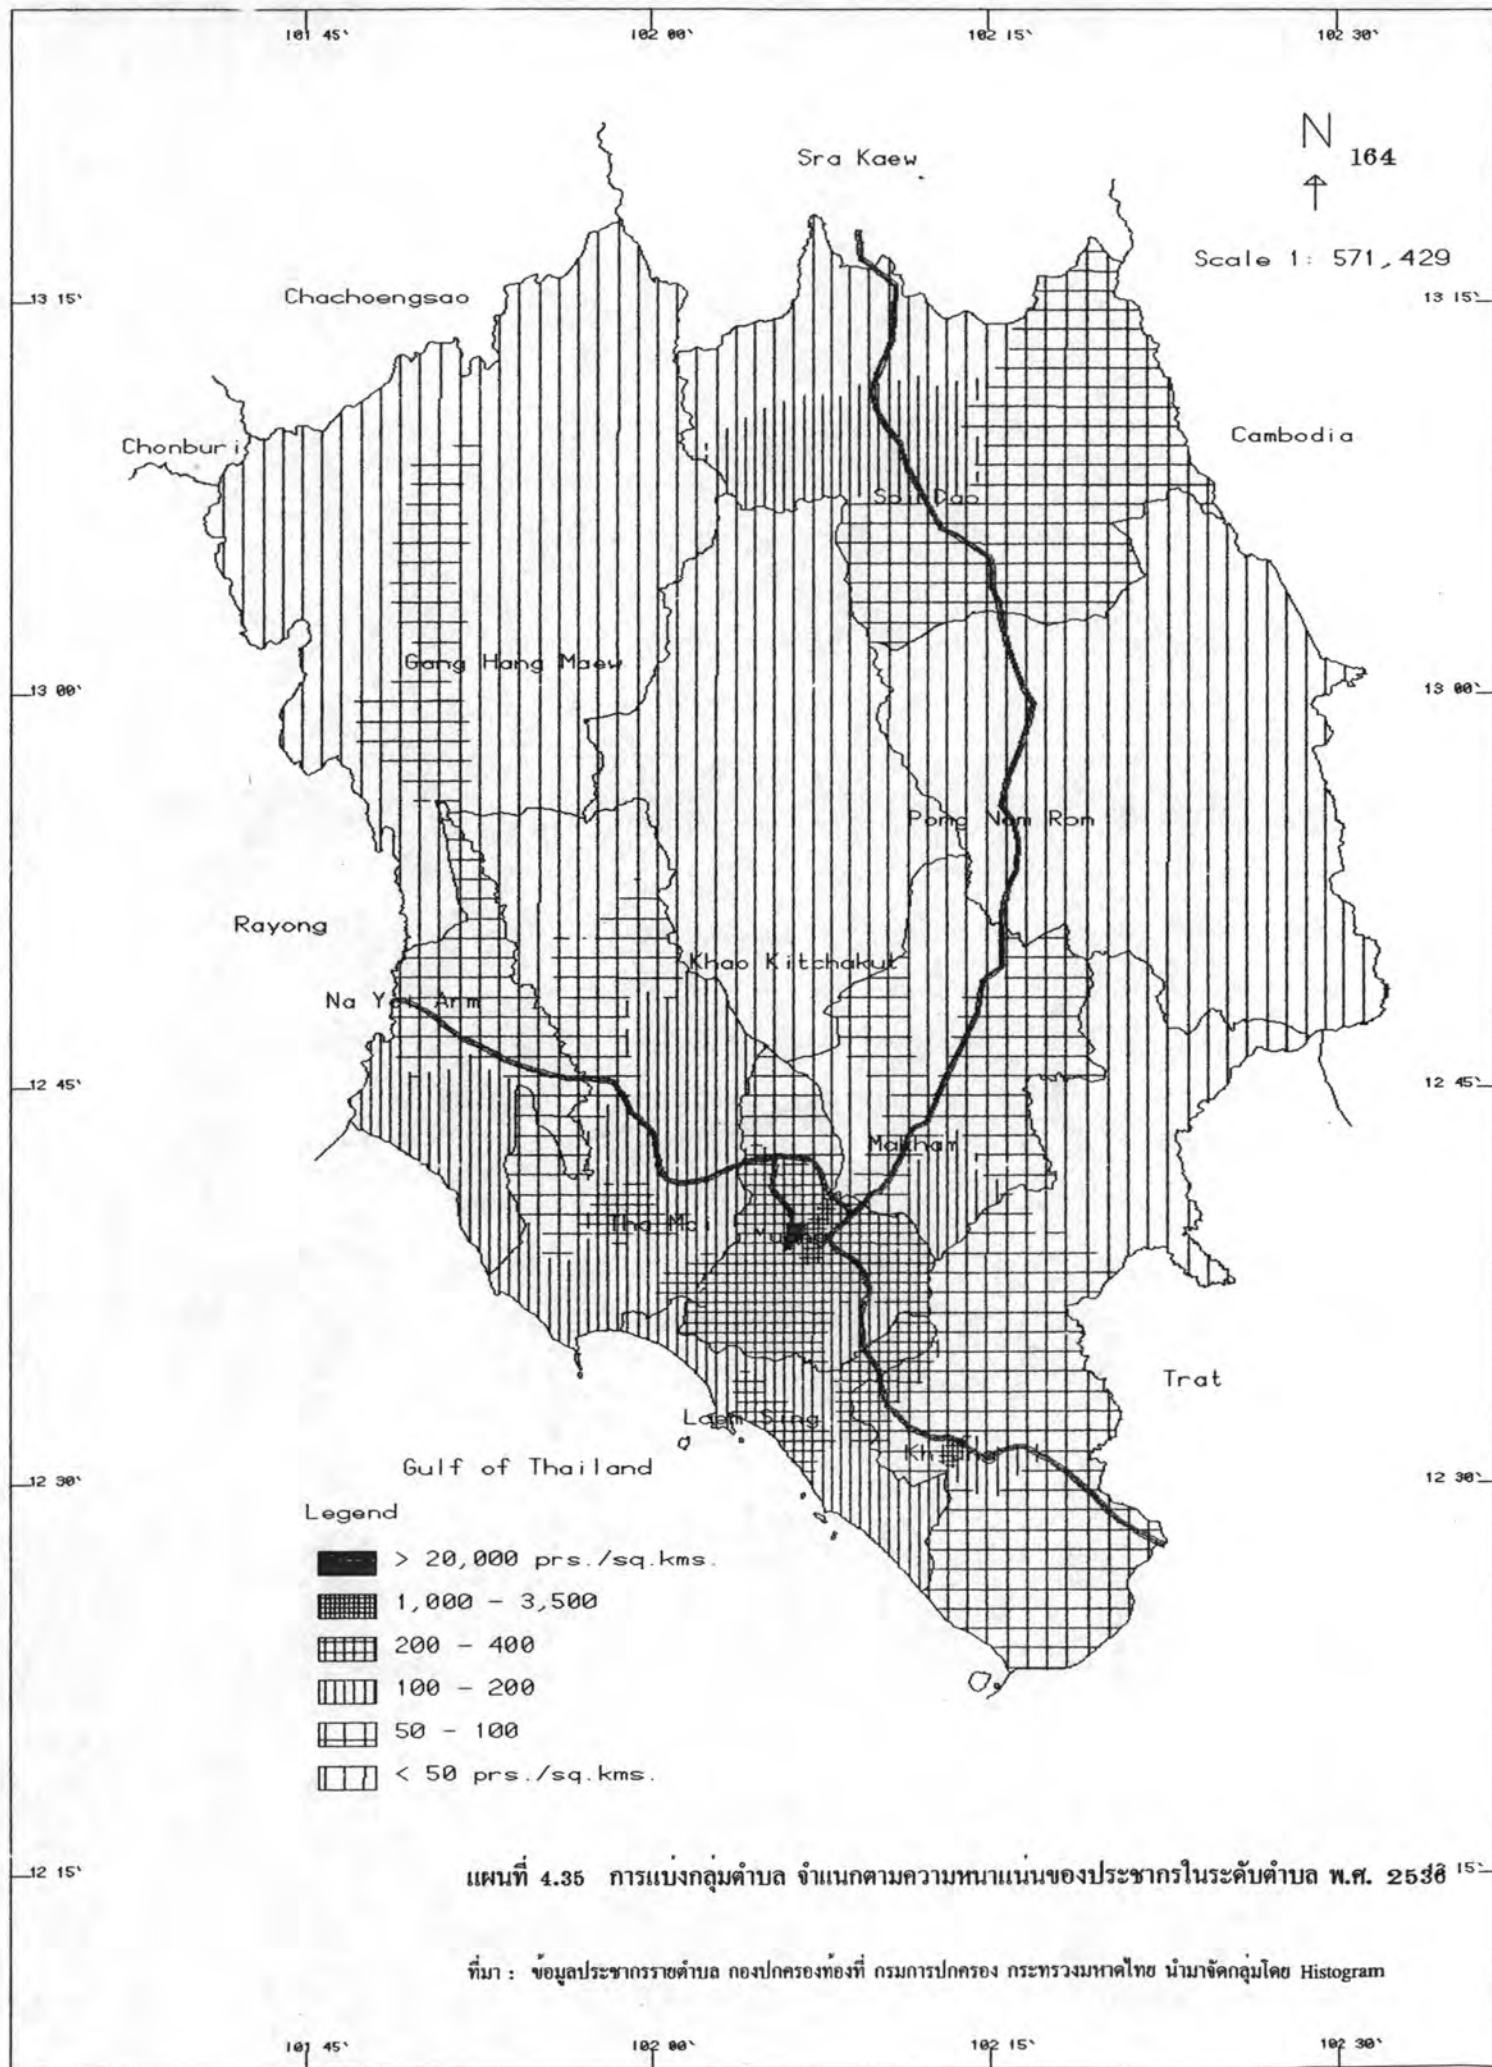 101 45` 102 00` 102 15` 102 30`
N
164
Sra Kaew
Scale 1: 571,429
Chachoengsao
13 15` 13 15`
Chonburi
Cambodia
Soi Dao
Gang Hang Maew
13 00` 13 00`
Pong Nam Ron
Rayong
Khao Kitchakut
Na Yai Arm
12 45` 12 45`
Makham
Tha Mai
Muang
Trat
Laem Sing
Khlung
Gulf of Thailand
12 30` 12 30`
Legend
> 20,000 prs./sq.kms.
1,000 - 3,500
200 - 400
100 - 200
50 - 100
< 50 prs./sq.kms.
12 15` 12 15`
แผนที่ 4.35 การแบ่งกลุ่มตำบล จำแนกตามความหนาแน่นของประชากรในระดับตำบล พ.ศ. 2536
ที่มา : ข้อมูลประชากรรายตำบล กองปกครองท้องที่ กรมการปกครอง กระทรวงมหาดไทย นำมาจัดกลุ่มโดย Histogram
101 45` 102 00` 102 15` 102 30`